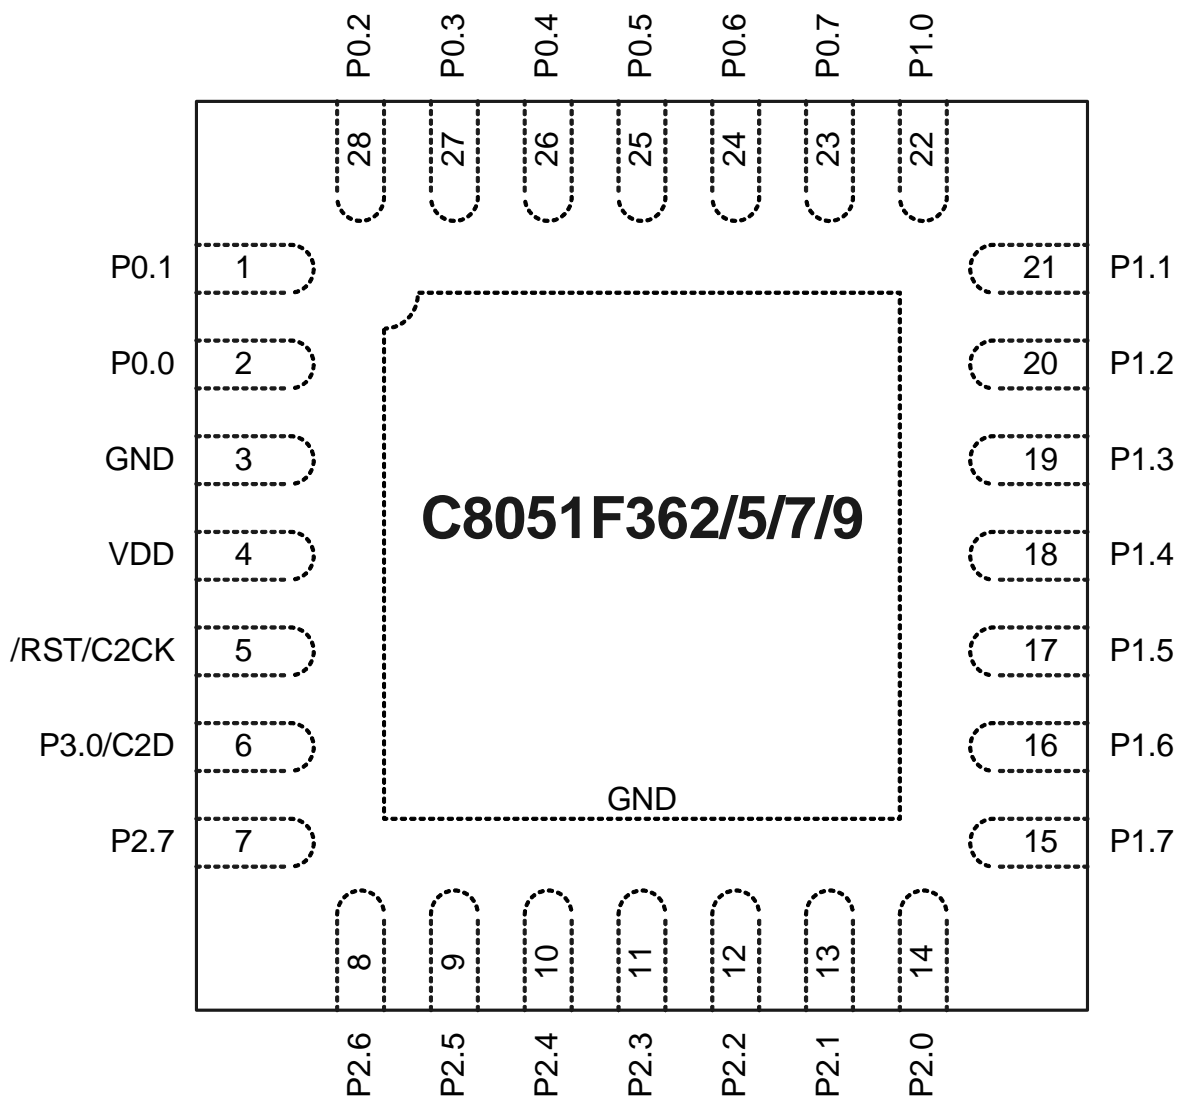 P0.2 P0.3 P0.4 P0.5 P0.6 P0.7 P1.0
28 27 26 25 24 23 22
P0.1 1 21 P1.1
P0.0 2 20 P1.2
GND 3 19 P1.3
C8051F362/5/7/9
VDD 4 18 P1.4
/RST/C2CK 5 17 P1.5
P3.0/C2D 6 16 P1.6
GND
P2.7 7 15 P1.7
8 9 10 11 12 13 14
P2.6 P2.5 P2.4 P2.3 P2.2 P2.1 P2.0